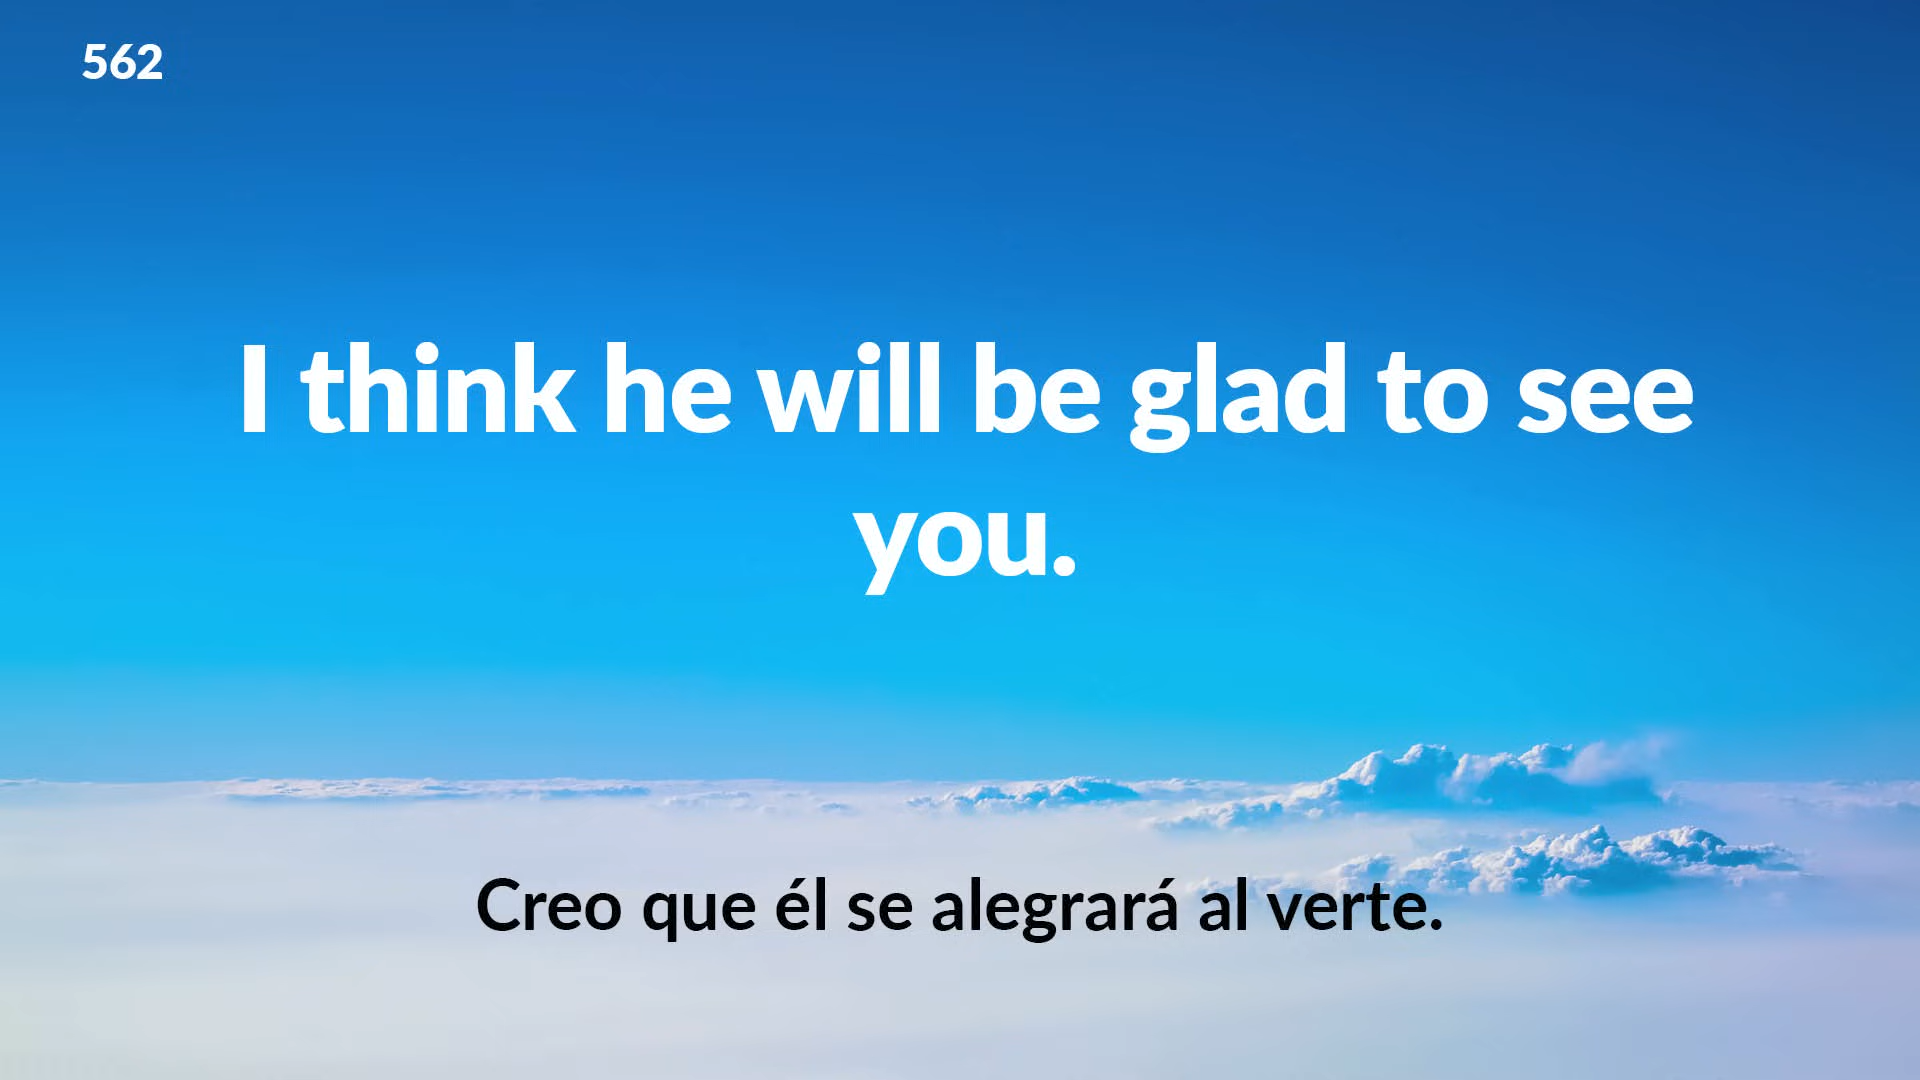 562
I think he will be glad to see
you.
Creo que él se alegrará al verte.